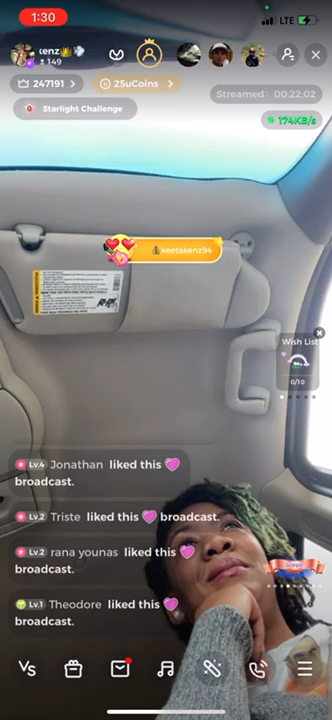 1:30
LTE
kenz
149
247191
25uCoins
Streamed: 00:22:02
Starlight Challenge
174KB/s
keetakenz94
Wish List
0/10
Lv.4 Jonathan liked this
broadcast.
Lv.2 Triste liked this broadcast.
Lv.2 rana younas liked this
broadcast.
Lv.1 Theodore liked this
broadcast.
VS